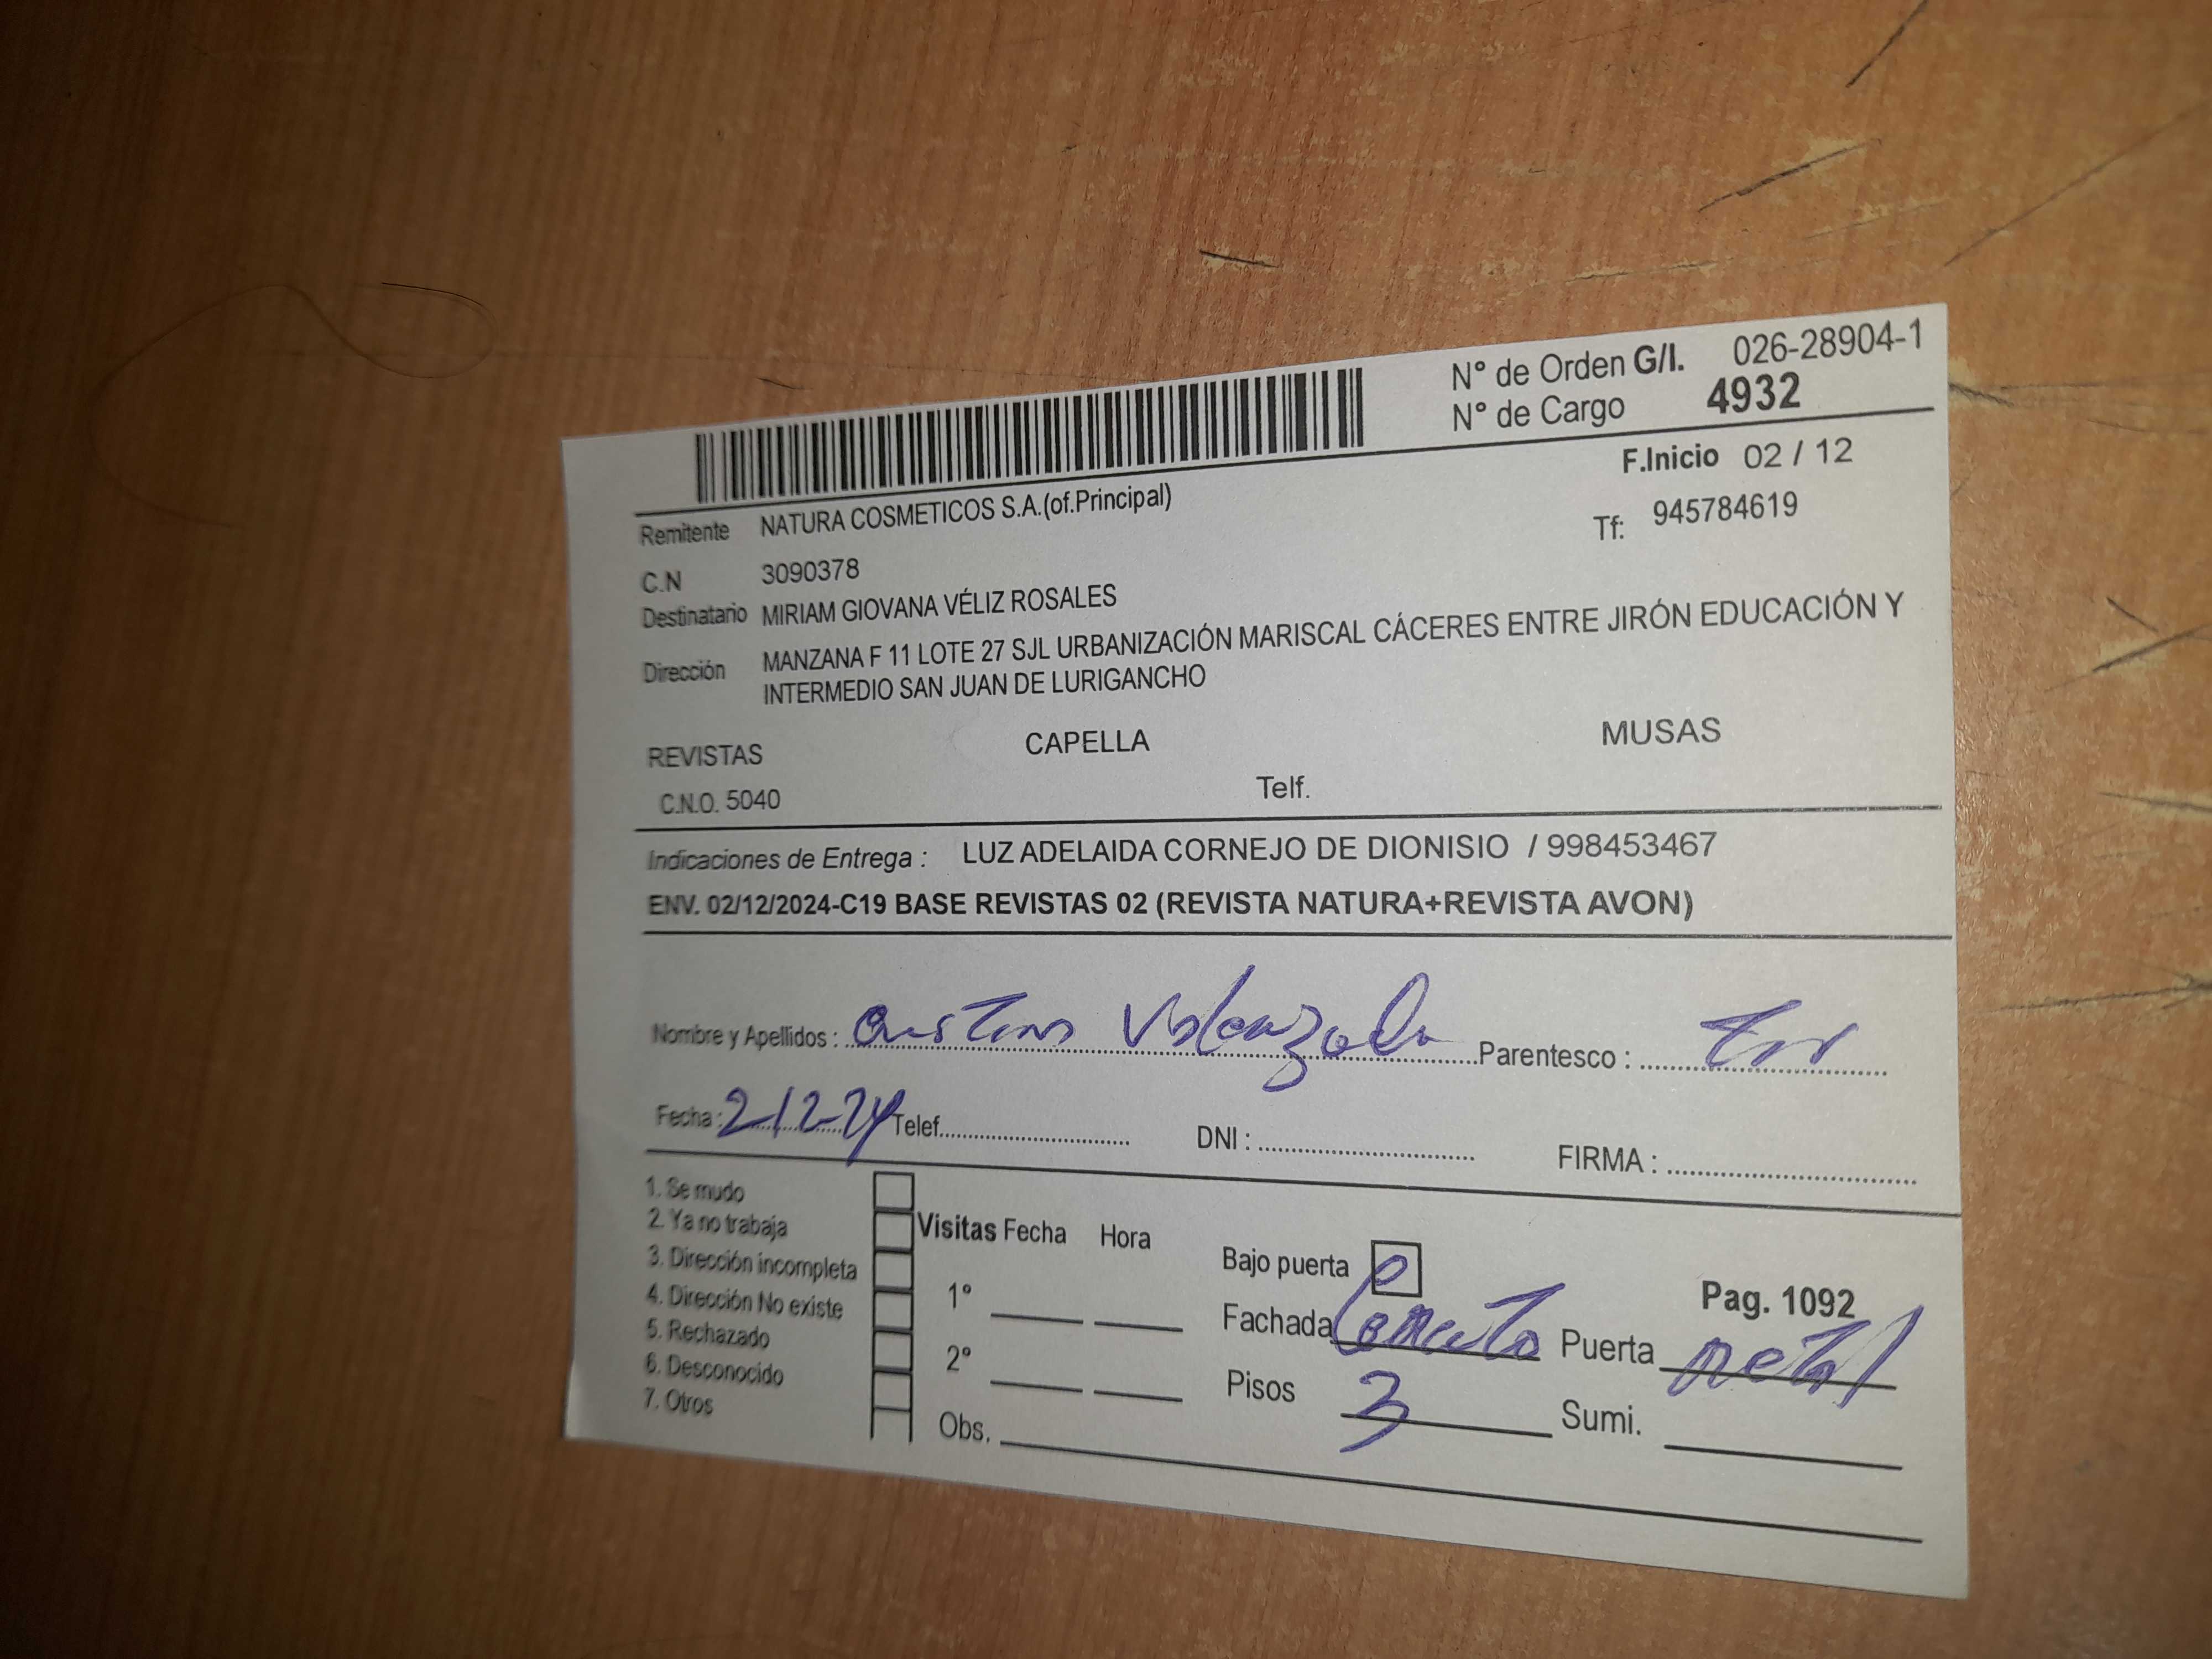 N° de Orden G/I. 026-28904-1
N° de Cargo 4932
F.Inicio 02 / 12
Remitente NATURA COSMETICOS S.A.(of.Principal)
Tf: 945784619
C.N 3090378
Destinatario MIRIAM GIOVANA VÉLIZ ROSALES
Dirección MANZANA F 11 LOTE 27 SJL URBANIZACIÓN MARISCAL CÁCERES ENTRE JIRÓN EDUCACIÓN Y
INTERMEDIO SAN JUAN DE LURIGANCHO
REVISTAS CAPELLA MUSAS
C.N.O. 5040 Telf.
Indicaciones de Entrega : LUZ ADELAIDA CORNEJO DE DIONISIO / 998453467
ENV. 02/12/2024-C19 BASE REVISTAS 02 (REVISTA NATURA+REVISTA AVON)
Nombre y Apellidos : Valenzuela Parentesco :
Fecha : 2-12-24 Telef. DNI : FIRMA :
1. Se mudo
2. Ya no trabaja
3. Dirección incompleta
4. Dirección No existe
5. Rechazado
6. Desconocido
7. Otros
Visitas Fecha Hora
1°
2°
Obs.
Bajo puerta
Pag. 1092
Fachada Puerta metal
Pisos 3 Sumi.